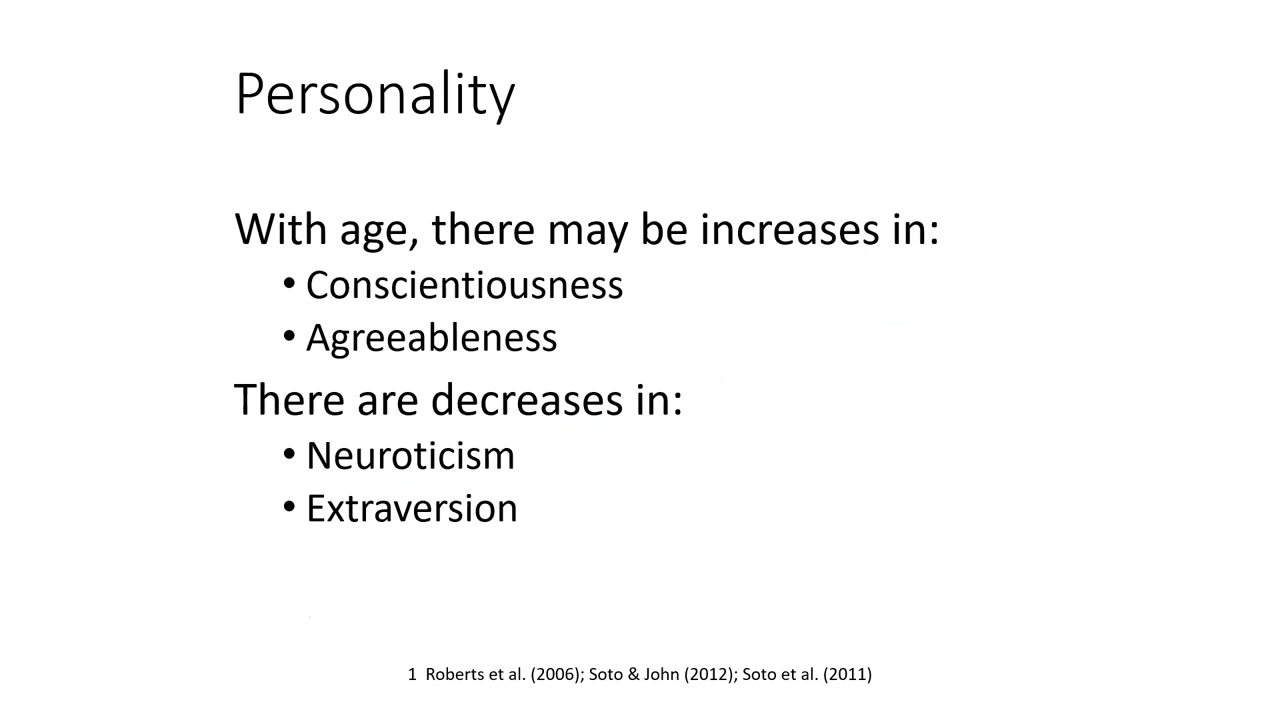 Personality
With age, there may be increases in:
• Conscientiousness
• Agreeableness
There are decreases in:
• Neuroticism
• Extraversion
1 Roberts et al. (2006); Soto & John (2012); Soto et al. (2011)